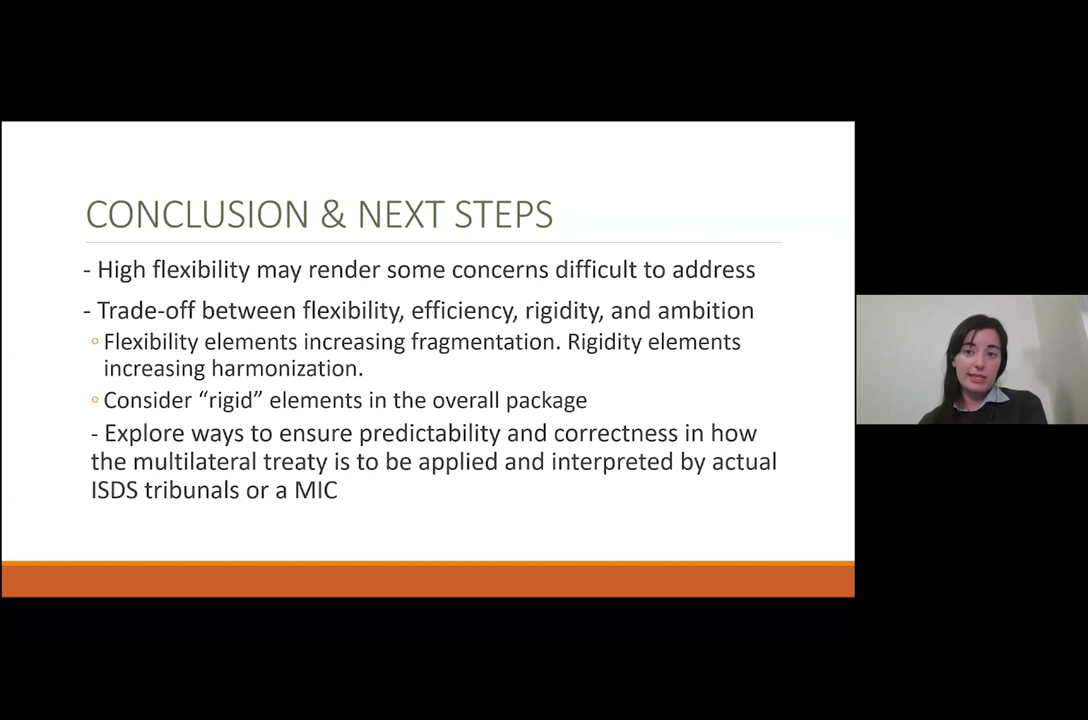 CONCLUSION & NEXT STEPS
- High flexibility may render some concerns difficult to address
- Trade-off between flexibility, efficiency, rigidity, and ambition
◦ Flexibility elements increasing fragmentation. Rigidity elements
increasing harmonization.
◦ Consider “rigid” elements in the overall package
- Explore ways to ensure predictability and correctness in how
the multilateral treaty is to be applied and interpreted by actual
ISDS tribunals or a MIC